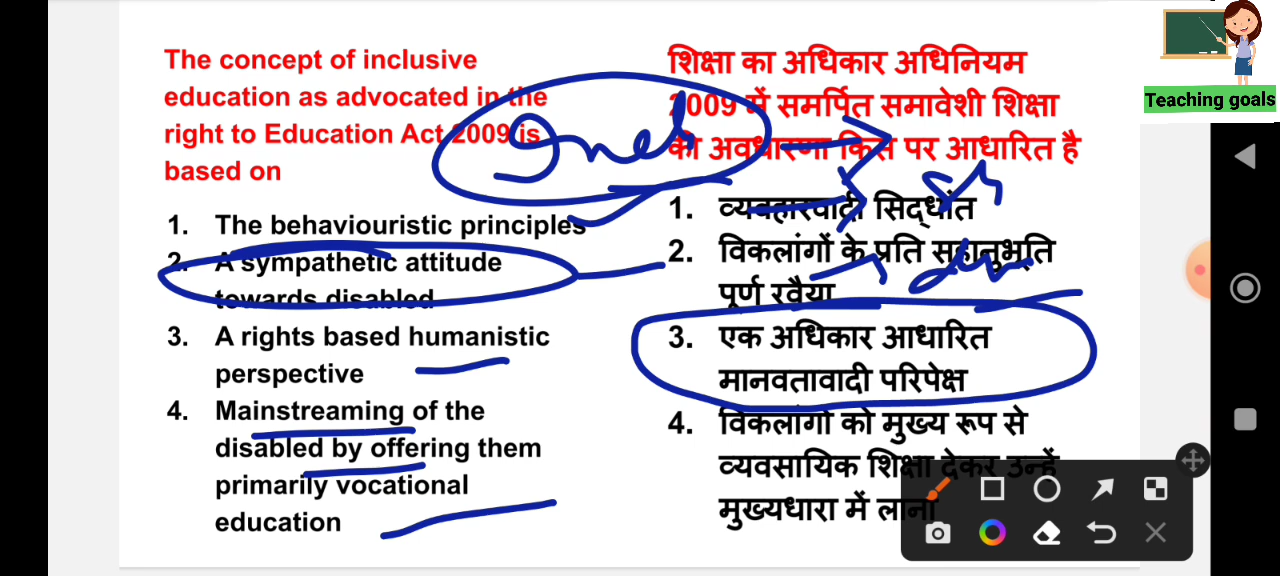 The concept of inclusive
education as advocated in the
right to Education Act 2009 is
based on
1. The behaviouristic principles
2. A sympathetic attitude
towards disabled
3. A rights based humanistic
perspective
4. Mainstreaming of the
disabled by offering them
primarily vocational
education
शिक्षा का अधिकार अधिनियम
2009 में समर्पित समावेशी शिक्षा
की अवधारणा किस पर आधारित है
1. व्यवहारवादी सिद्धांत
2. विकलांगों के प्रति सहानुभूति
पूर्ण रवैया
3. एक अधिकार आधारित
मानवतावादी परिपेक्ष
4. विकलांगों को मुख्य रूप से
व्यवसायिक शिक्षा देकर उन्हें
मुख्यधारा में लाना
Teaching goals